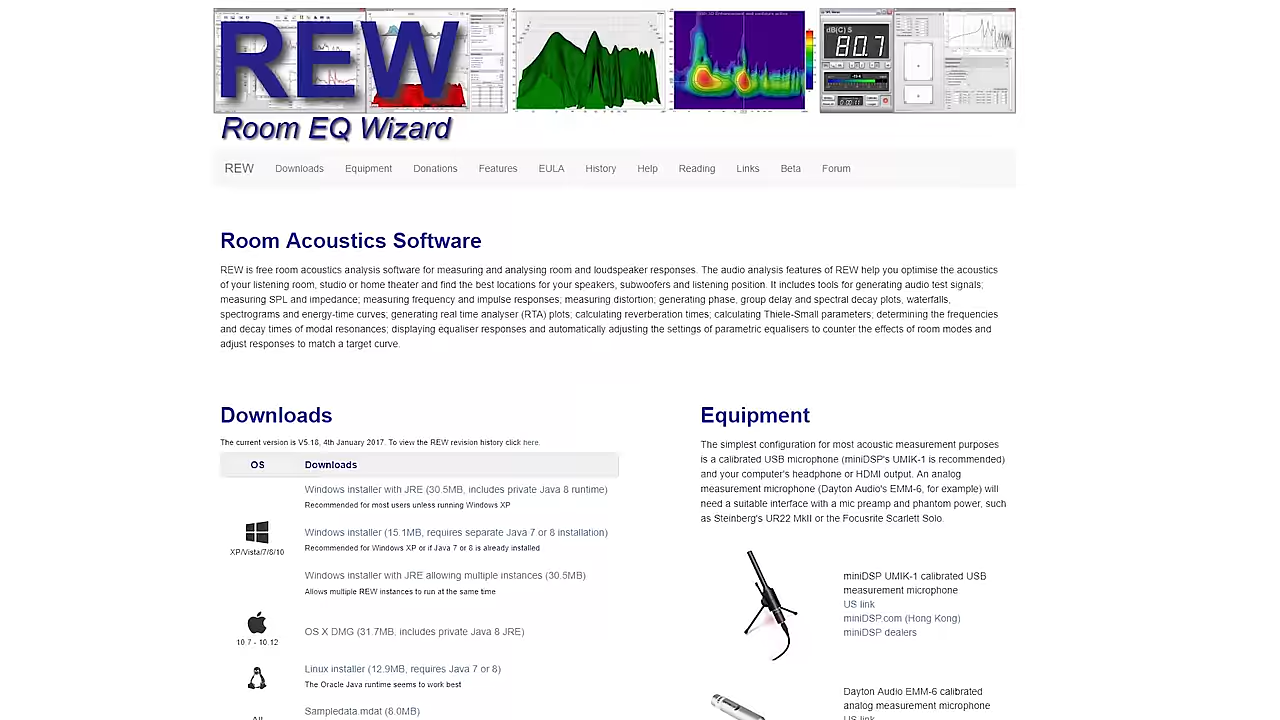 REW
dB(C) S
80.7
Room EQ Wizard
REW Downloads Equipment Donations Features EULA History Help Reading Links Beta Forum
Room Acoustics Software
REW is free room acoustics analysis software for measuring and analysing room and loudspeaker responses. The audio analysis features of REW help you optimise the acoustics
of your listening room, studio or home theater and find the best locations for your speakers, subwoofers and listening position. It includes tools for generating audio test signals;
measuring SPL and impedance; measuring frequency and impulse responses; measuring distortion; generating phase, group delay and spectral decay plots, waterfalls,
spectrograms and energy-time curves; generating real time analyser (RTA) plots; calculating reverberation times; calculating Thiele-Small parameters; determining the frequencies
and decay times of modal resonances; displaying equaliser responses and automatically adjusting the settings of parametric equalisers to counter the effects of room modes and
adjust responses to match a target curve.
Downloads
The current version is V5.18, 4th January 2017. To view the REW revision history click here.
OS Downloads
Windows installer with JRE (30.5MB, includes private Java 8 runtime)
Recommended for most users unless running Windows XP
XP/Vista/7/8/10
Windows installer (15.1MB, requires separate Java 7 or 8 installation)
Recommended for Windows XP or if Java 7 or 8 is already installed
Windows installer with JRE allowing multiple instances (30.5MB)
Allows multiple REW instances to run at the same time
10.7 - 10.12
OS X DMG (31.7MB, includes private Java 8 JRE)
Linux installer (12.9MB, requires Java 7 or 8)
The Oracle Java runtime seems to work best
All
Sampledata.mdat (8.0MB)
Equipment
The simplest configuration for most acoustic measurement purposes
is a calibrated USB microphone (miniDSP's UMIK-1 is recommended)
and your computer's headphone or HDMI output. An analog
measurement microphone (Dayton Audio's EMM-6, for example) will
need a suitable interface with a mic preamp and phantom power, such
as Steinberg's UR22 MkII or the Focusrite Scarlett Solo.
miniDSP UMIK-1 calibrated USB
measurement microphone
US link
miniDSP.com (Hong Kong)
miniDSP dealers
Dayton Audio EMM-6 calibrated
analog measurement microphone
US link